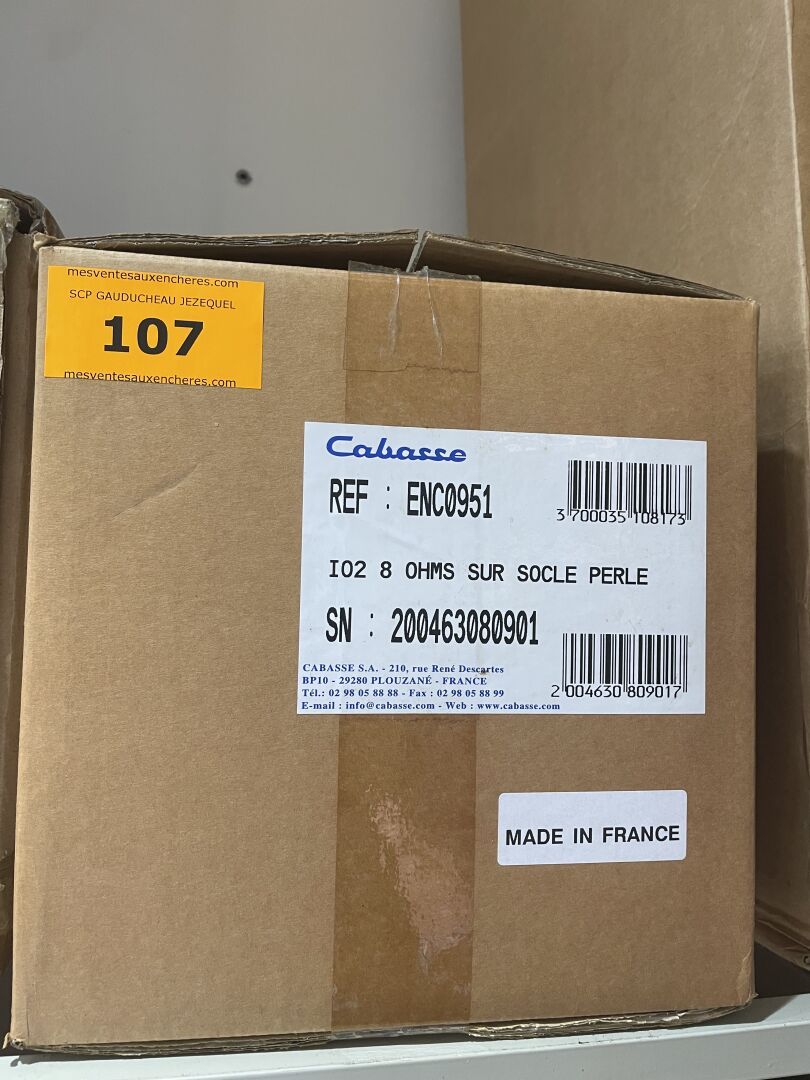 mesventesauxencheres.com
SCP GAUDUCHEAU JEZEQUEL
107
mesventesauxencheres.com
Cabasse
REF : ENC0951
3 700035 108173
IO2 8 OHMS SUR SOCLE PERLE
SN : 200463080901
2 004630 809017
CABASSE S.A. - 210, rue René Descartes
BP10 - 29280 PLOUZANÉ - FRANCE
Tél.: 02 98 05 88 88 - Fax : 02 98 05 88 99
E-mail : info@cabasse.com - Web : www.cabasse.com
MADE IN FRANCE